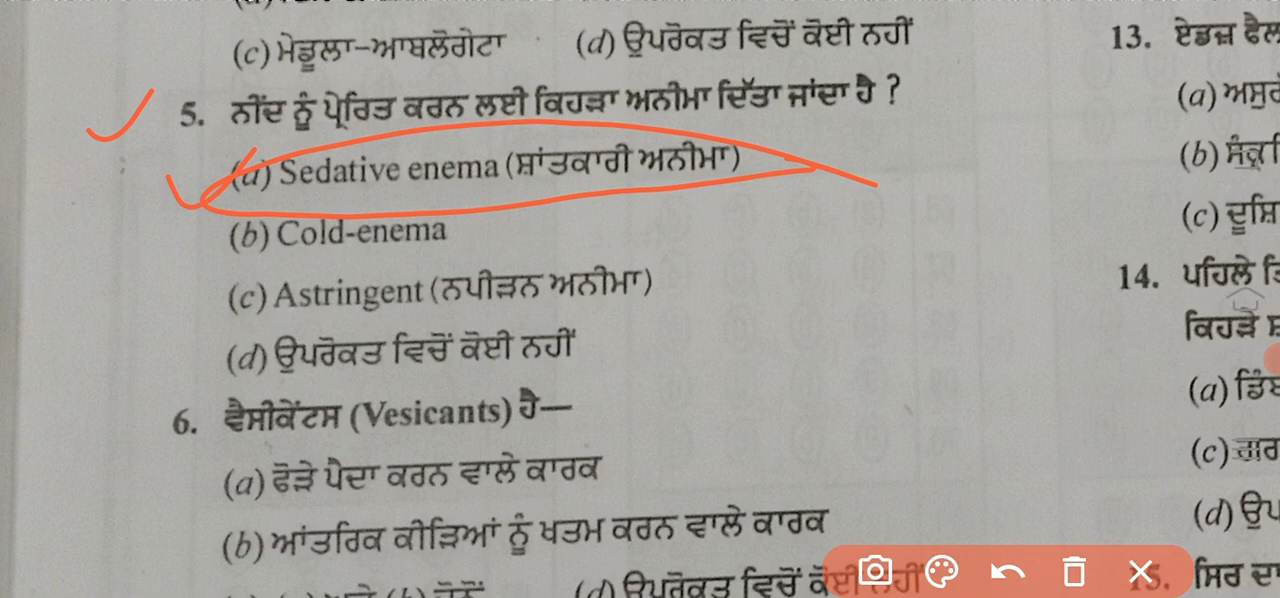 (c) ਮੇਡੂਲਾ-ਆਬਲੋਗੇਟਾ (d) ਉਪਰੋਕਤ ਵਿਚੋਂ ਕੋਈ ਨਹੀਂ
5. ਨੀਂਦ ਨੂੰ ਪ੍ਰੇਰਿਤ ਕਰਨ ਲਈ ਕਿਹੜਾ ਅਨੀਮਾ ਦਿੱਤਾ ਜਾਂਦਾ ਹੈ ?
(a) Sedative enema (ਸ਼ਾਂਤਕਾਰੀ ਅਨੀਮਾ)
(b) Cold-enema
(c) Astringent (ਨਪੀੜਨ ਅਨੀਮਾ)
(d) ਉਪਰੋਕਤ ਵਿਚੋਂ ਕੋਈ ਨਹੀਂ
6. ਵੈਸੀਕੇਂਟਸ (Vesicants) ਹੈ—
(a) ਫੋੜੇ ਪੈਦਾ ਕਰਨ ਵਾਲੇ ਕਾਰਕ
(b) ਆਂਤਰਿਕ ਕੀੜਿਆਂ ਨੂੰ ਖਤਮ ਕਰਨ ਵਾਲੇ ਕਾਰਕ
(d) ਉਪਰੋਕਤ ਵਿਚੋਂ ਕੋਈ ਨਹੀਂ
13. ਏਡਜ਼
(a)
(b)
(c)
14. ਪਹਿਲੇ
ਕਿਹੜੇ
(a)
(c)
(d)
15. ਸਿਰ ਦਾ